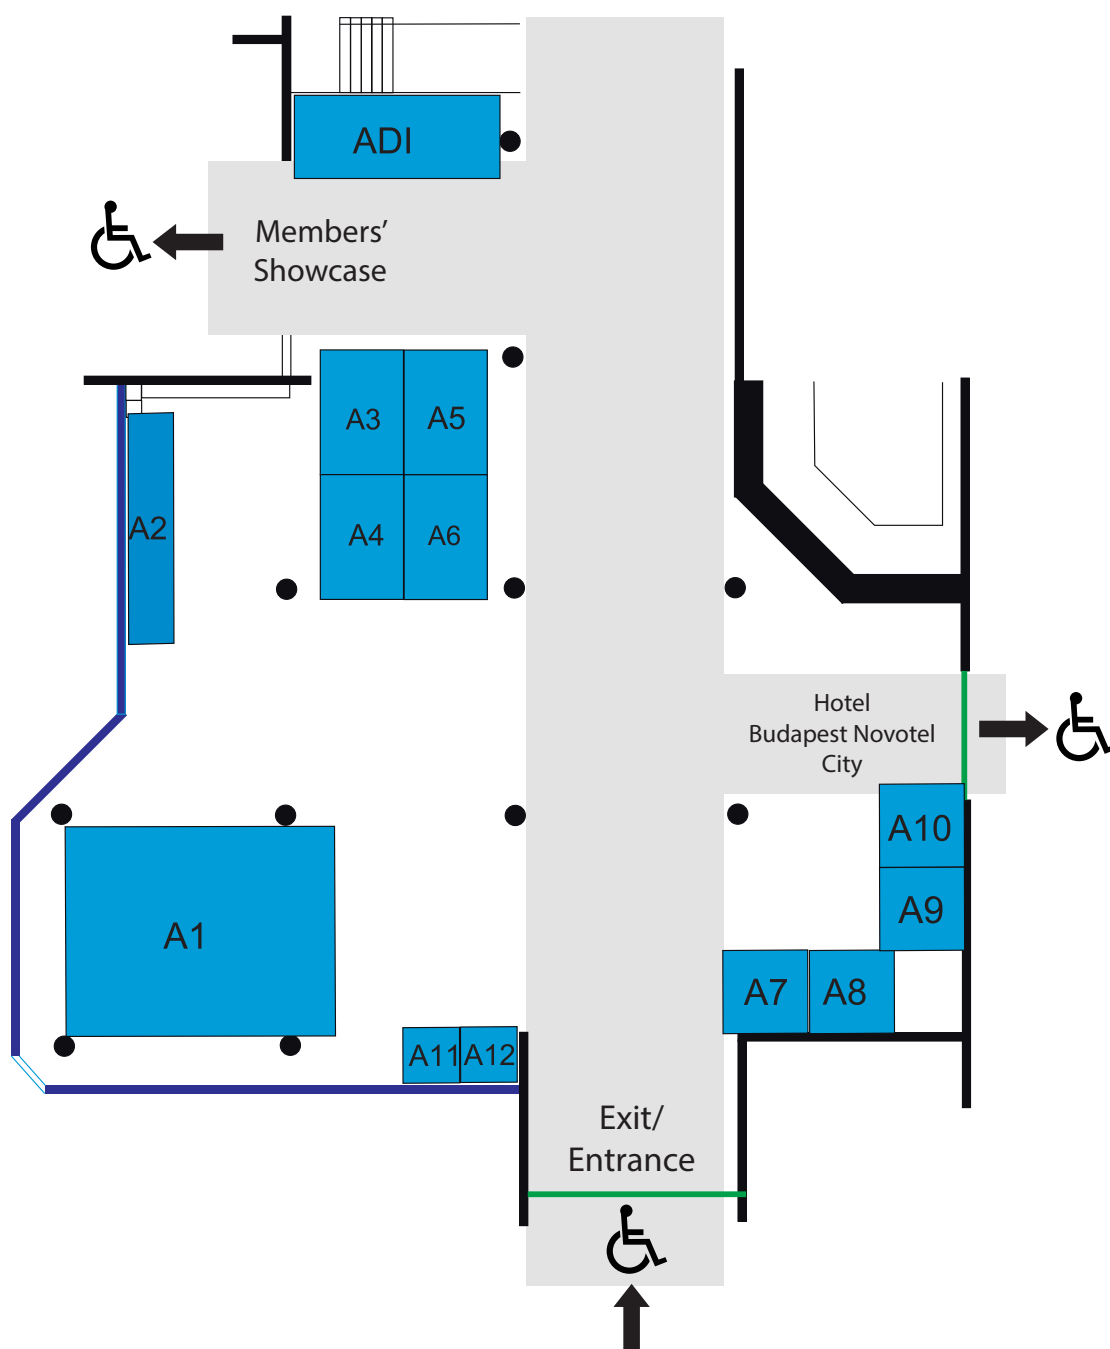 ADI
Members’
Showcase
A3
A5
A2
A4
A6
Hotel
Budapest Novotel
City
A10
A9
A1
A7
A8
A11
A12
Exit/
Entrance